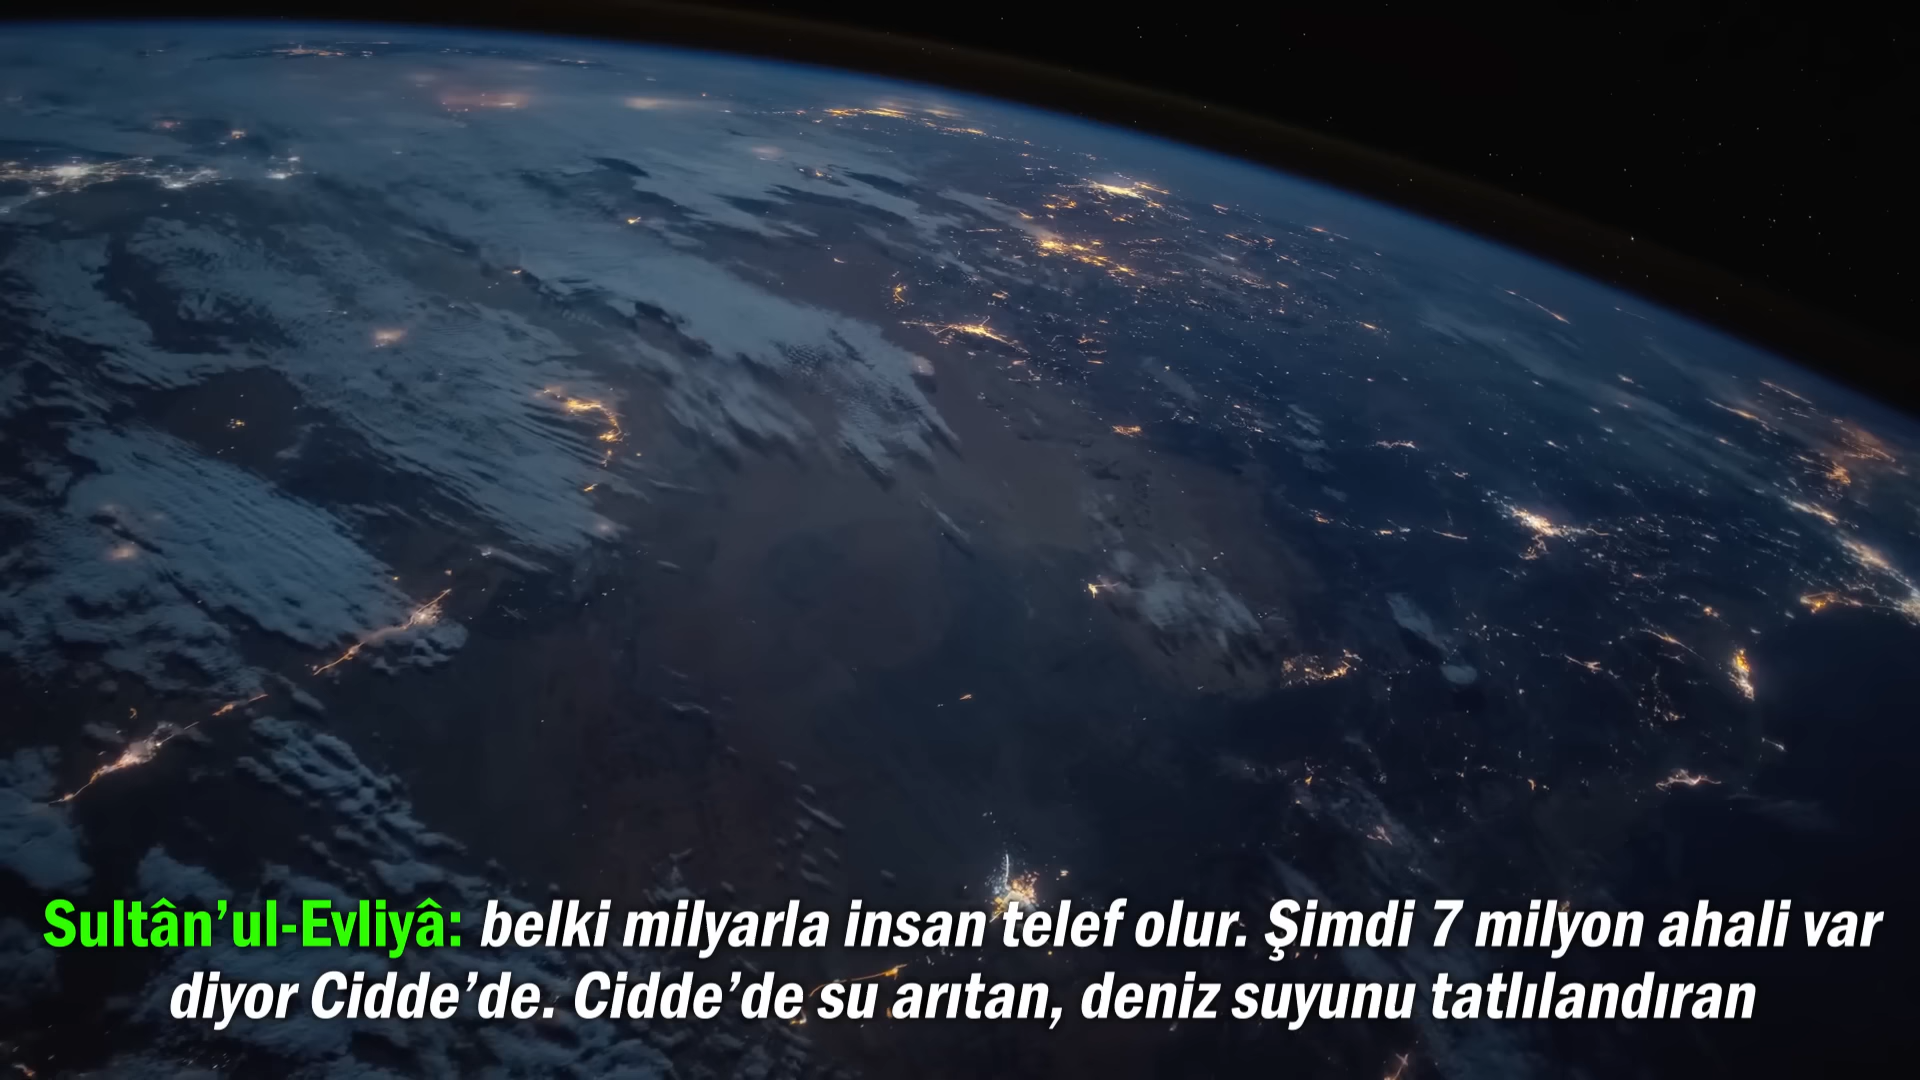 Sultân’ul-Evliyâ: belki milyarla insan telef olur. Şimdi 7 milyon ahali var
diyor Cidde’de. Cidde’de su arıtan, deniz suyunu tatlılandıran